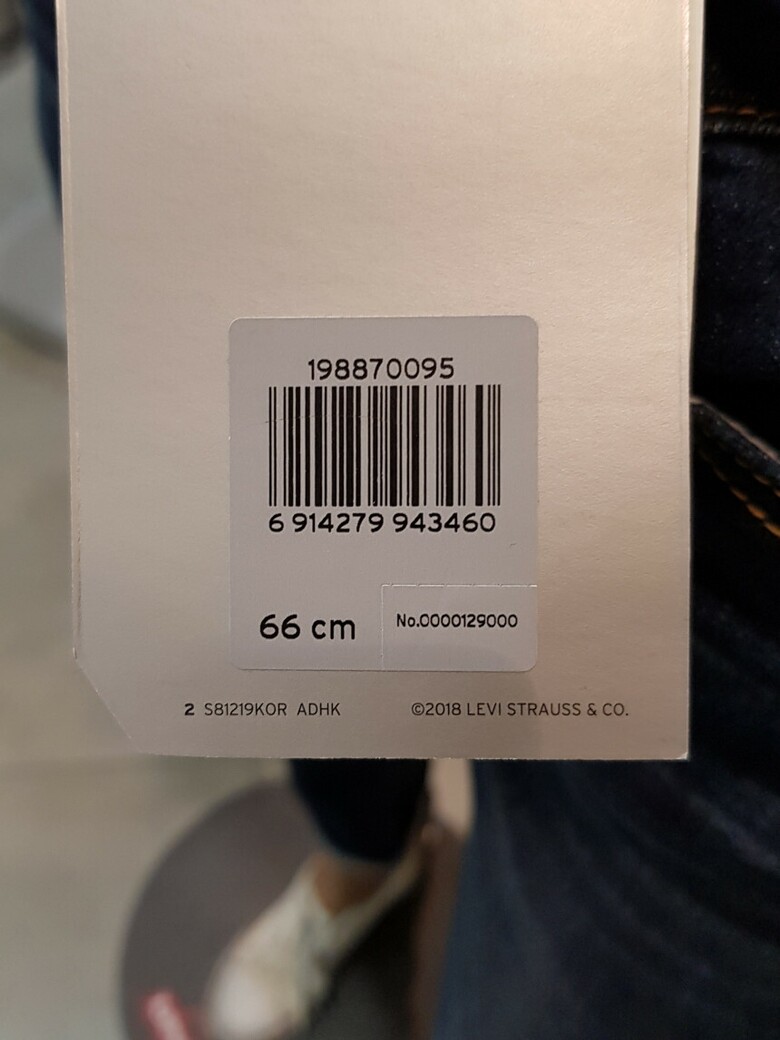 198870095
6 914279 943460
66 cm
No.0000129000
2 S81219KOR ADHK
©2018 LEVI STRAUSS & CO.